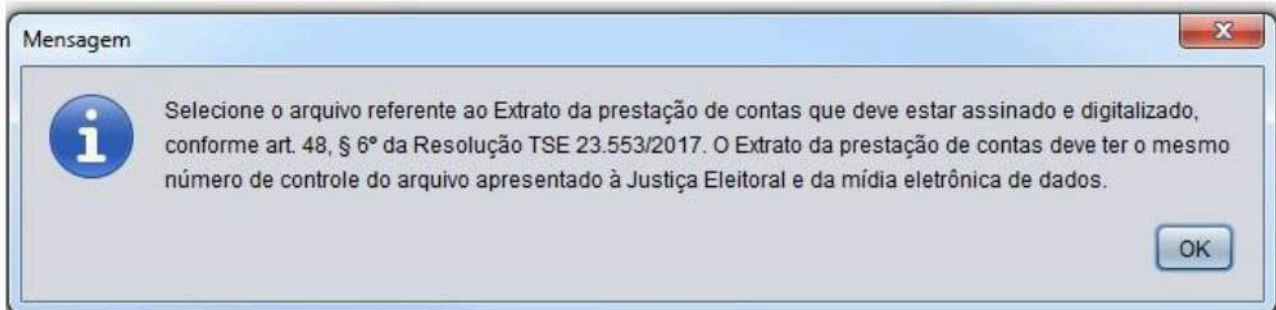 Mensagem
Selecione o arquivo referente ao Extrato da prestação de contas que deve estar assinado e digitalizado,
conforme art. 48, § 6º da Resolução TSE 23.553/2017. O Extrato da prestação de contas deve ter o mesmo
número de controle do arquivo apresentado à Justiça Eleitoral e da mídia eletrônica de dados.
OK